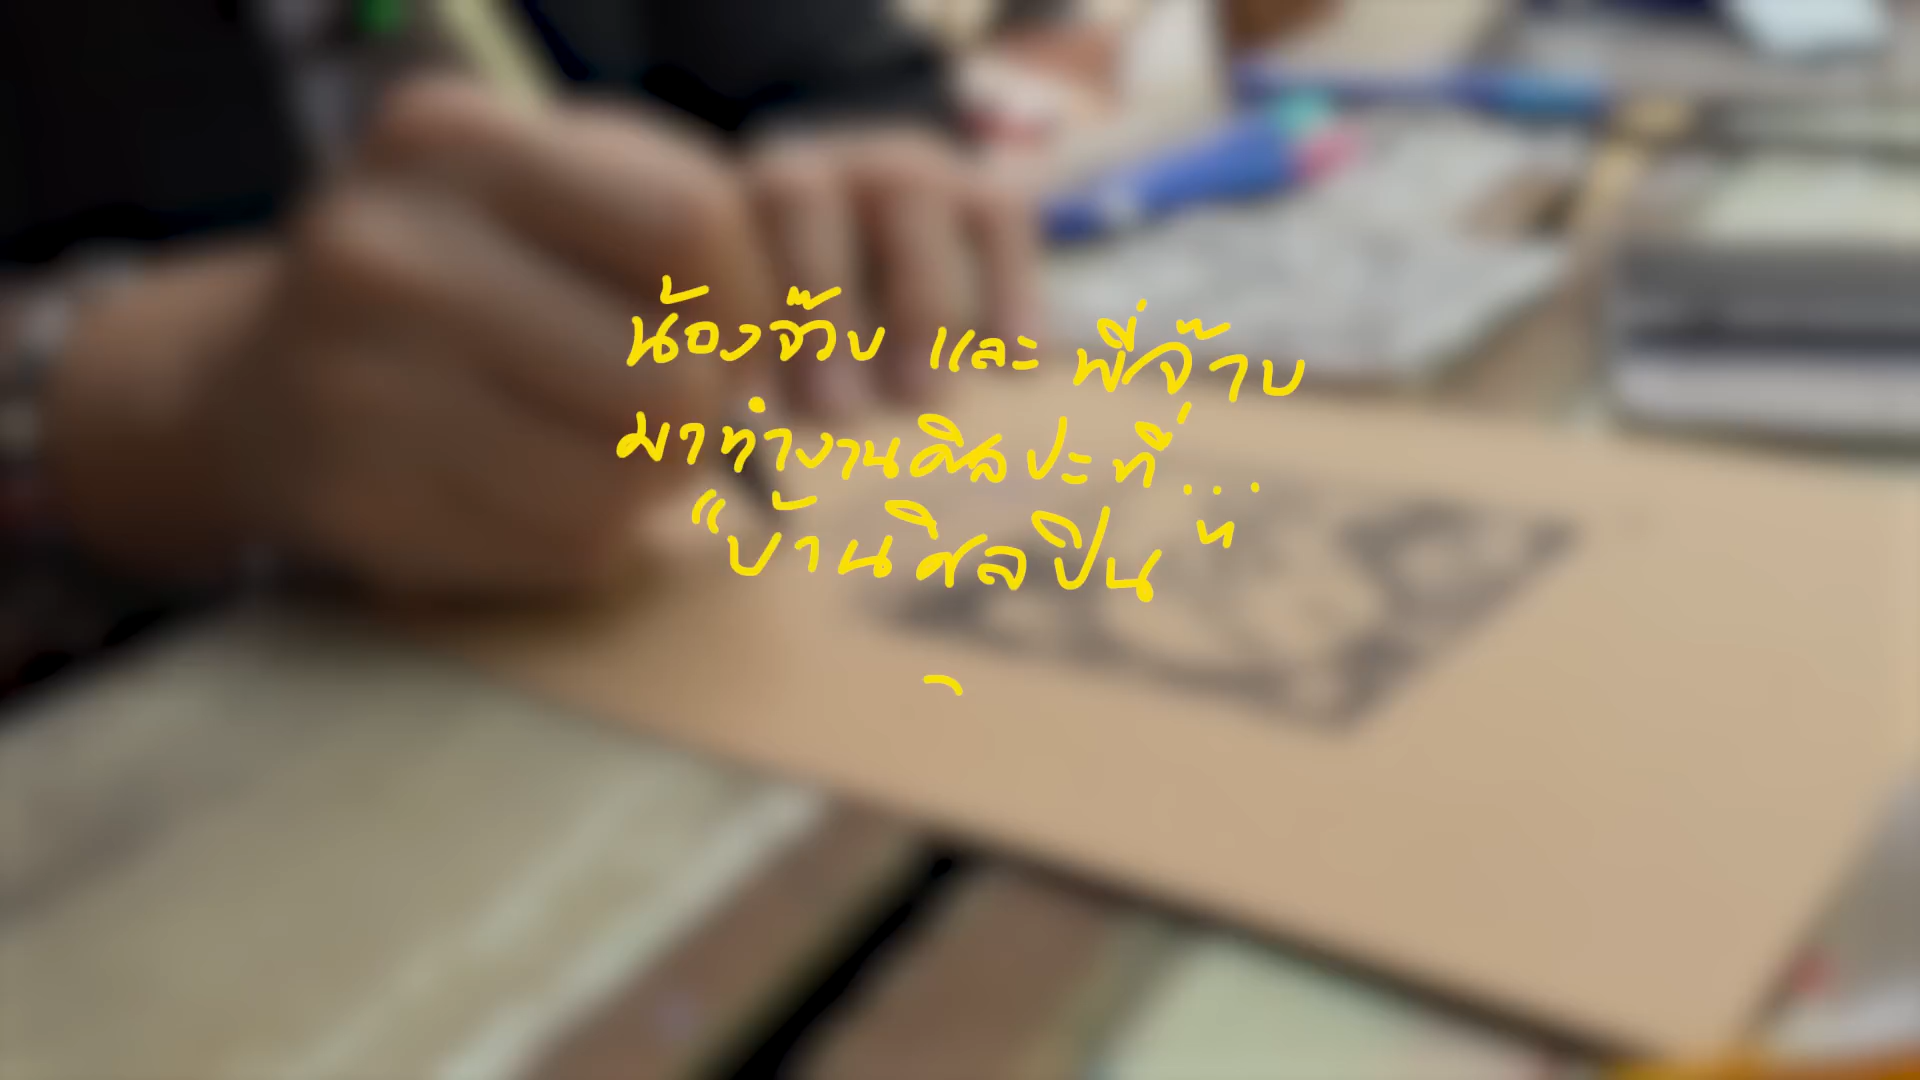 น้องจ๊วบ และ พี่จ๊าบ
มาทำงานศิลปะที่...
"บ้านศิลปิน"